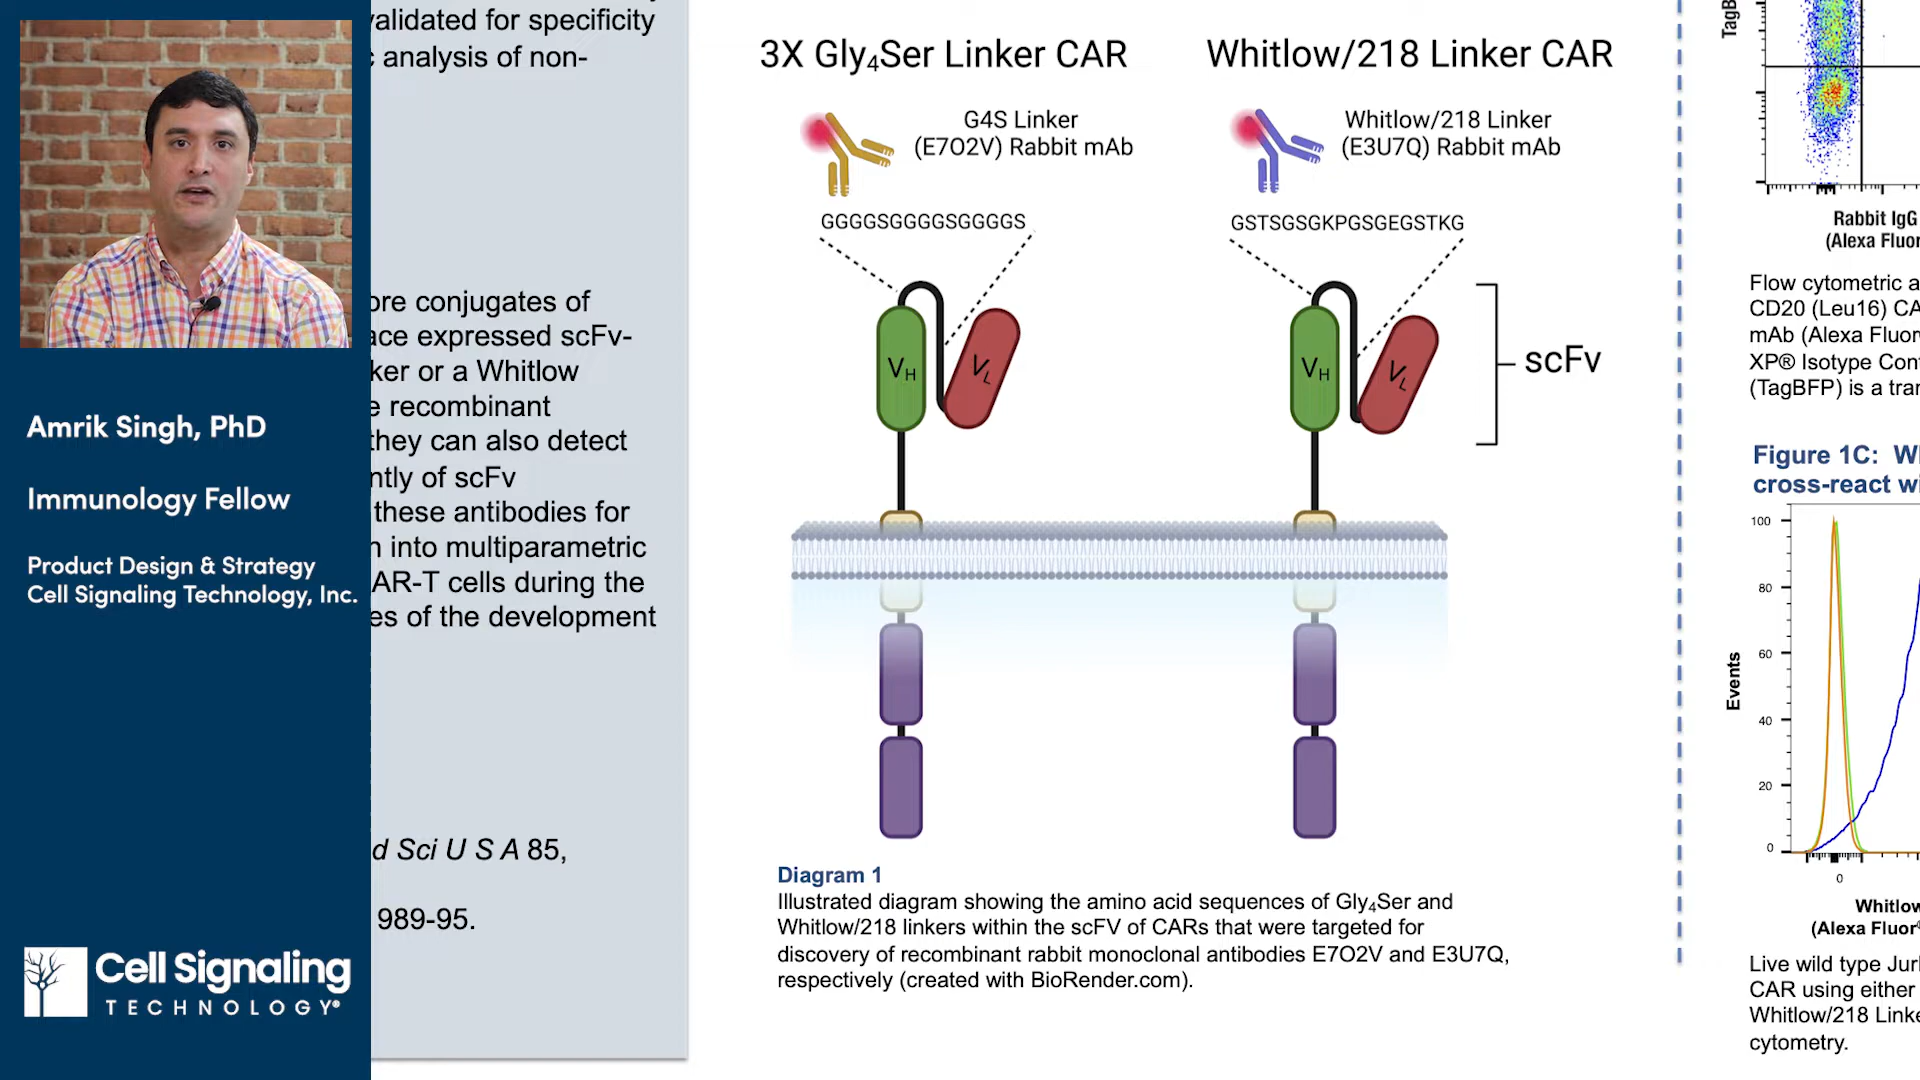 Amrik Singh, PhD
Immunology Fellow
Product Design & Strategy
Cell Signaling Technology, Inc.
Cell Signaling
TECHNOLOGY®
validated for specificity
analysis of non-
conjugates of
expressed scFv-
or a Whitlow
recombinant
they can also detect
of scFv
these antibodies for
into multiparametric
AR-T cells during the
of the development
Sci U S A 85,
989-95.
3X Gly₄Ser Linker CAR
G4S Linker
(E7O2V) Rabbit mAb
GGGGSGGGGSGGGGS
VH
VL
Whitlow/218 Linker CAR
Whitlow/218 Linker
(E3U7Q) Rabbit mAb
GSTSGSGKPGSGEGSTKG
VH
VL
scFv
Diagram 1
Illustrated diagram showing the amino acid sequences of Gly₄Ser and
Whitlow/218 linkers within the scFV of CARs that were targeted for
discovery of recombinant rabbit monoclonal antibodies E7O2V and E3U7Q,
respectively (created with BioRender.com).
TagB
Rabbit IgG
(Alexa Fluor
Flow cytometric a
CD20 (Leu16) CA
mAb (Alexa Fluor
XP® Isotype Con
(TagBFP) is a tra
Figure 1C: W
cross-react wi
100
80
60
40
20
0
Events
0
Whitlow
(Alexa Fluor®
Live wild type Jur
CAR using either
Whitlow/218 Linke
cytometry.